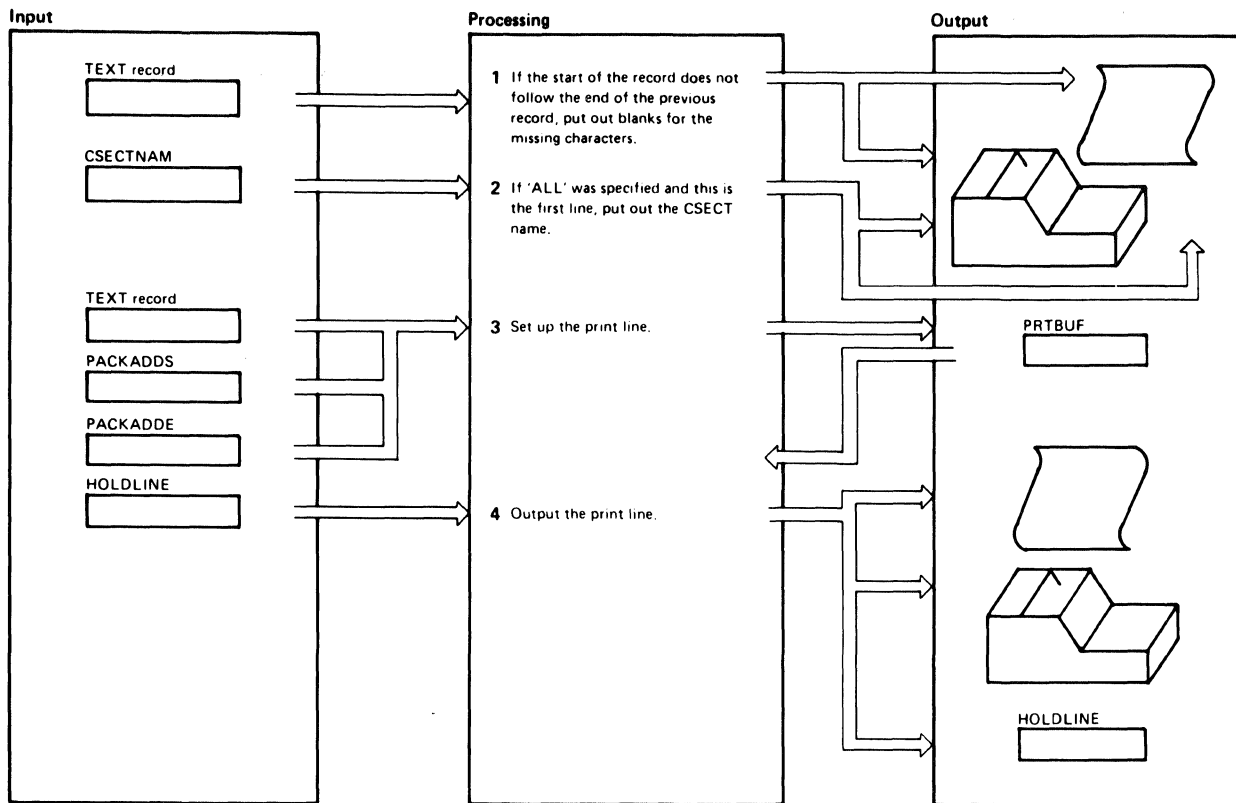 Input
TEXT record
CSECTNAM
TEXT record
PACKADDS
PACKADDE
HOLDLINE
Processing
1 If the start of the record does not
follow the end of the previous
record, put out blanks for the
missing characters.
2 If 'ALL' was specified and this is
the first line, put out the CSECT
name.
3 Set up the print line.
4 Output the print line.
Output
PRTBUF
HOLDLINE